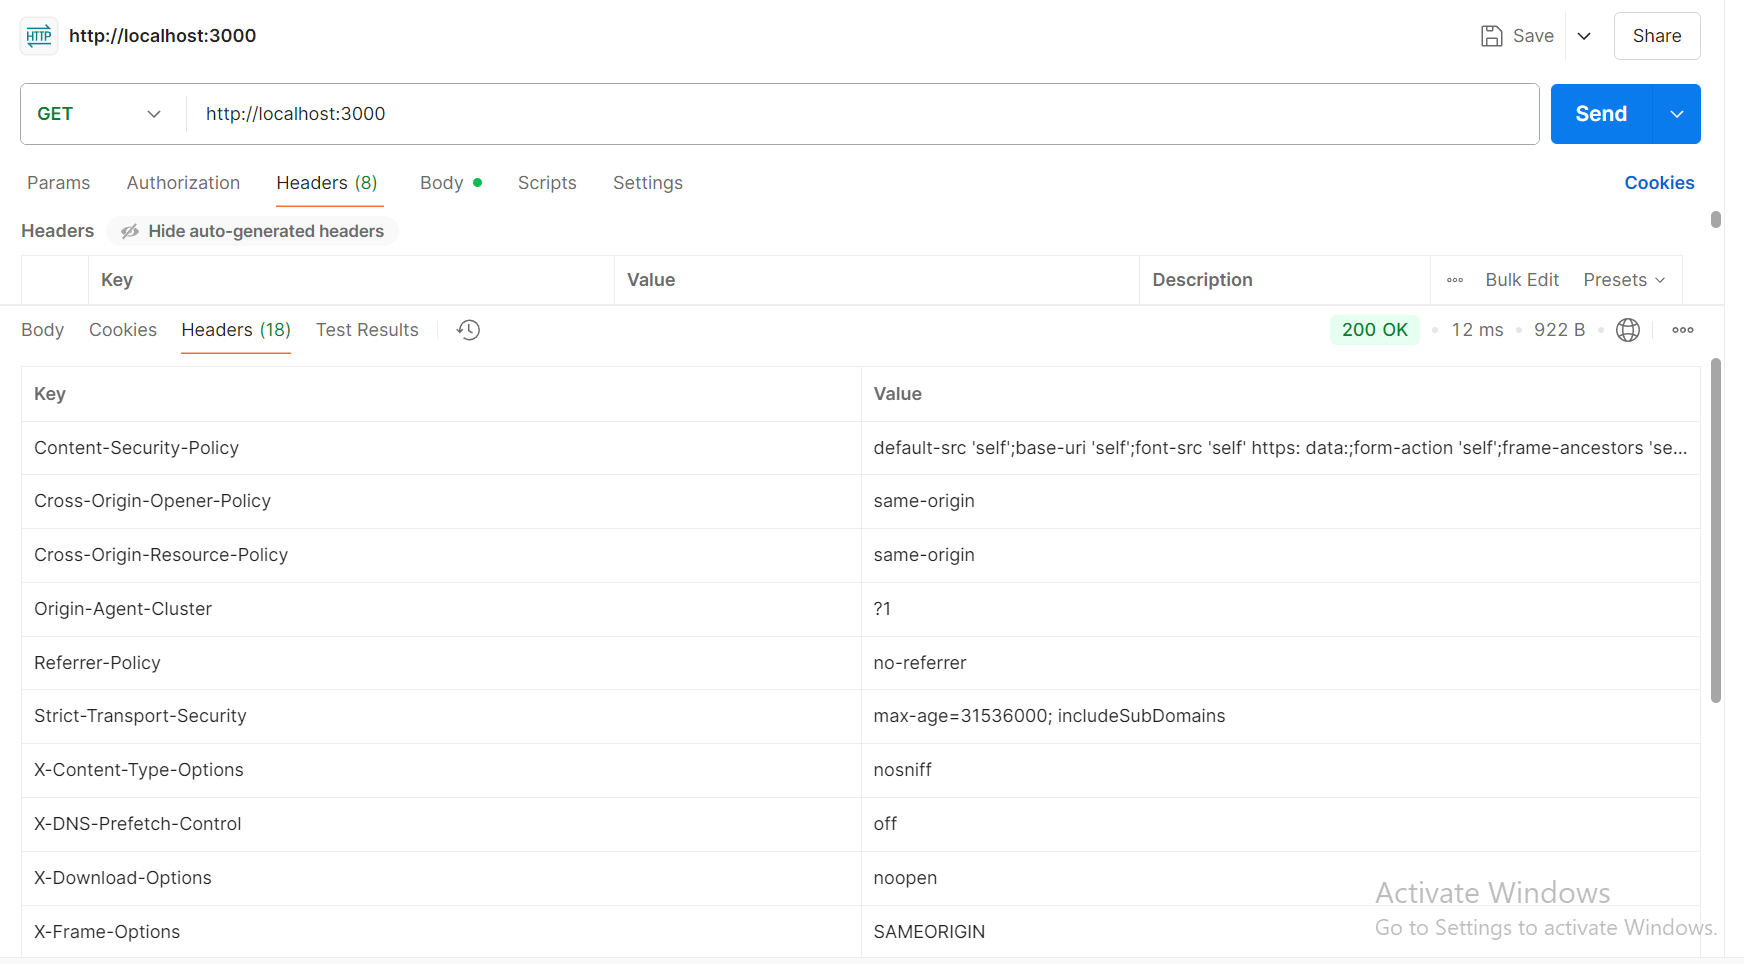 HTTP http://localhost:3000 Save Share
GET http://localhost:3000 Send
Params Authorization Headers (8) Body Scripts Settings Cookies
Headers Hide auto-generated headers
Key Value Description Bulk Edit Presets
Body Cookies Headers (18) Test Results 200 OK 12 ms 922 B
Key Value
Content-Security-Policy default-src 'self';base-uri 'self';font-src 'self' https: data:;form-action 'self';frame-ancestors 'se...
Cross-Origin-Opener-Policy same-origin
Cross-Origin-Resource-Policy same-origin
Origin-Agent-Cluster ?1
Referrer-Policy no-referrer
Strict-Transport-Security max-age=31536000; includeSubDomains
X-Content-Type-Options nosniff
X-DNS-Prefetch-Control off
X-Download-Options noopen
X-Frame-Options SAMEORIGIN
Activate Windows
Go to Settings to activate Windows.